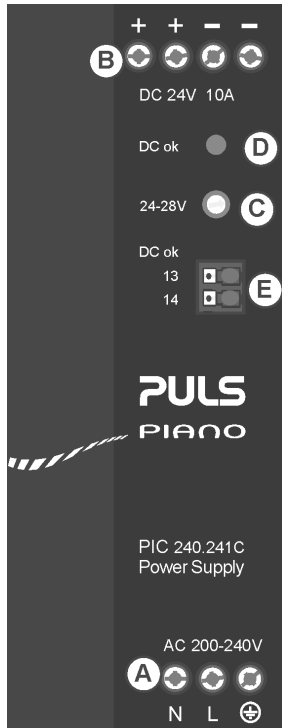 + + − −
B
DC 24V 10A
DC ok
D
24-28V
C
DC ok
13
14
E
PULS
PIANO
PIC 240.241C
Power Supply
AC 200-240V
A
N L